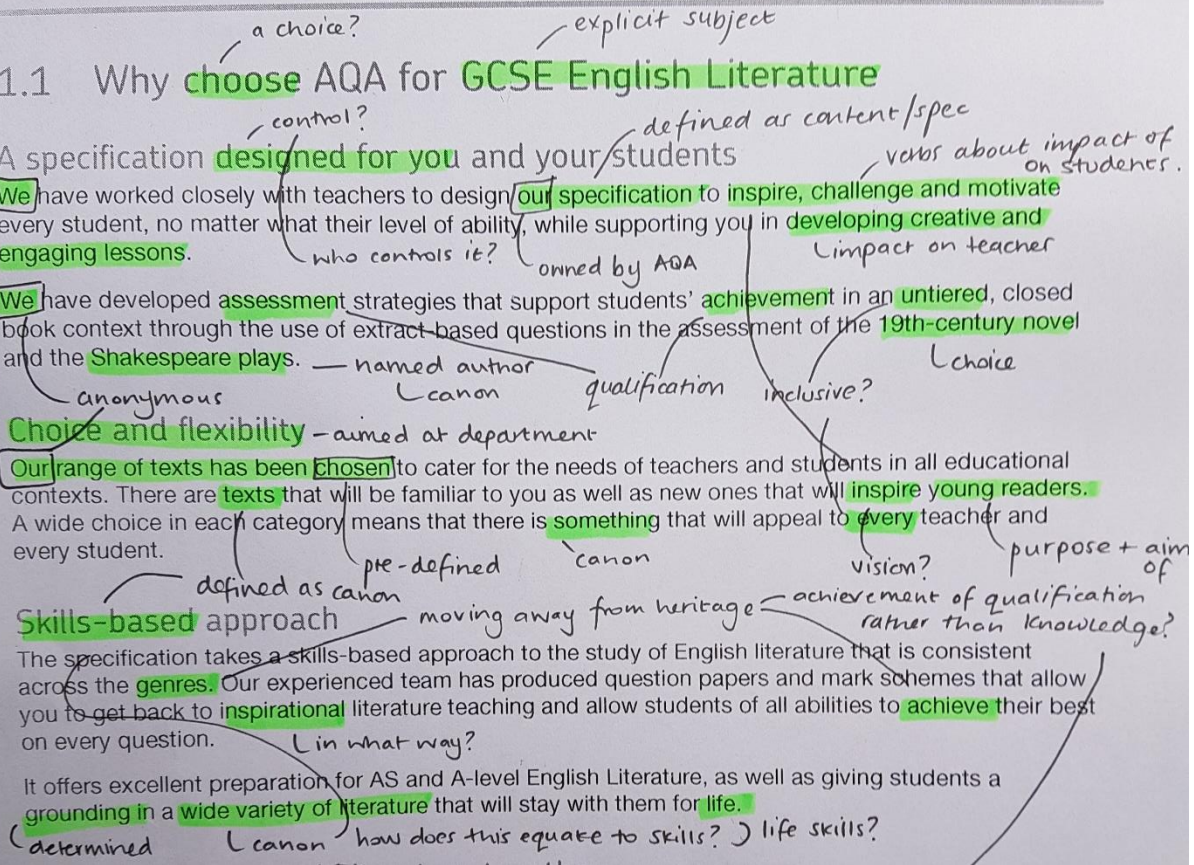 a choice?
explicit subject
1.1 Why choose AQA for GCSE English Literature
control?
defined as content/spec
A specification designed for you and your students
verbs about impact of
on students.
We have worked closely with teachers to design our specification to inspire, challenge and motivate
every student, no matter what their level of ability, while supporting you in developing creative and
engaging lessons.
who controls it?
owned by AQA
impact on teacher
We have developed assessment strategies that support students' achievement in an untiered, closed
book context through the use of extract-based questions in the assessment of the 19th-century novel
and the Shakespeare plays.
named author
canon
qualification
inclusive?
choice
anonymous
Choice and flexibility – aimed at department
Our range of texts has been chosen to cater for the needs of teachers and students in all educational
contexts. There are texts that will be familiar to you as well as new ones that will inspire young readers.
A wide choice in each category means that there is something that will appeal to every teacher and
every student.
defined as canon
pre-defined
canon
vision?
purpose + aim
of
Skills-based approach
moving away from heritage
achievement of qualification
rather than knowledge?
The specification takes a skills-based approach to the study of English literature that is consistent
across the genres. Our experienced team has produced question papers and mark schemes that allow
you to get back to inspirational literature teaching and allow students of all abilities to achieve their best
on every question.
in what way?
It offers excellent preparation for AS and A-level English Literature, as well as giving students a
grounding in a wide variety of literature that will stay with them for life.
determined
canon
how does this equate to skills?
life skills?